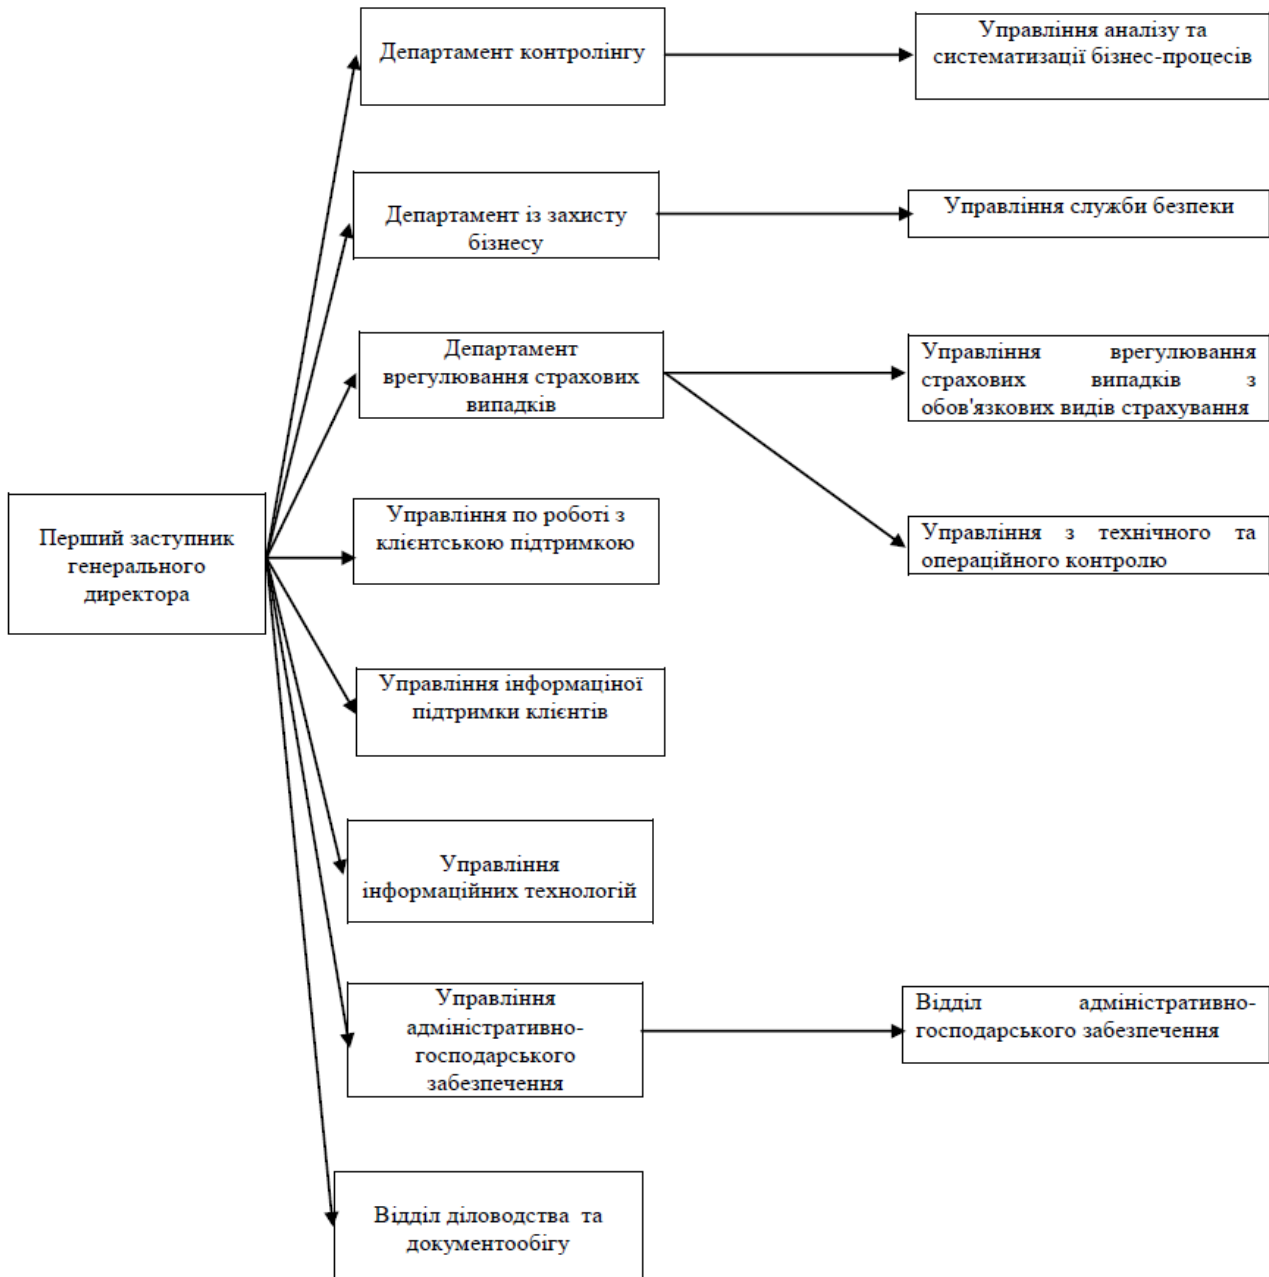 Департамент контролінгу
Управління аналізу та
систематизації бізнес-процесів
Департамент із захисту
бізнесу
Управління служби безпеки
Департамент
врегулювання страхових
випадків
Управління врегулювання
страхових випадків з
обов'язкових видів страхування
Перший заступник
генерального
директора
Управління по роботі з
клієнтською підтримкою
Управління з технічного та
операційного контролю
Управління інформаціної
підтримки клієнтів
Управління
інформаційних технологій
Управління
адміністративно-
господарського
забезпечення
Відділ адміністративно-
господарського забезпечення
Відділ діловодства та
документообігу